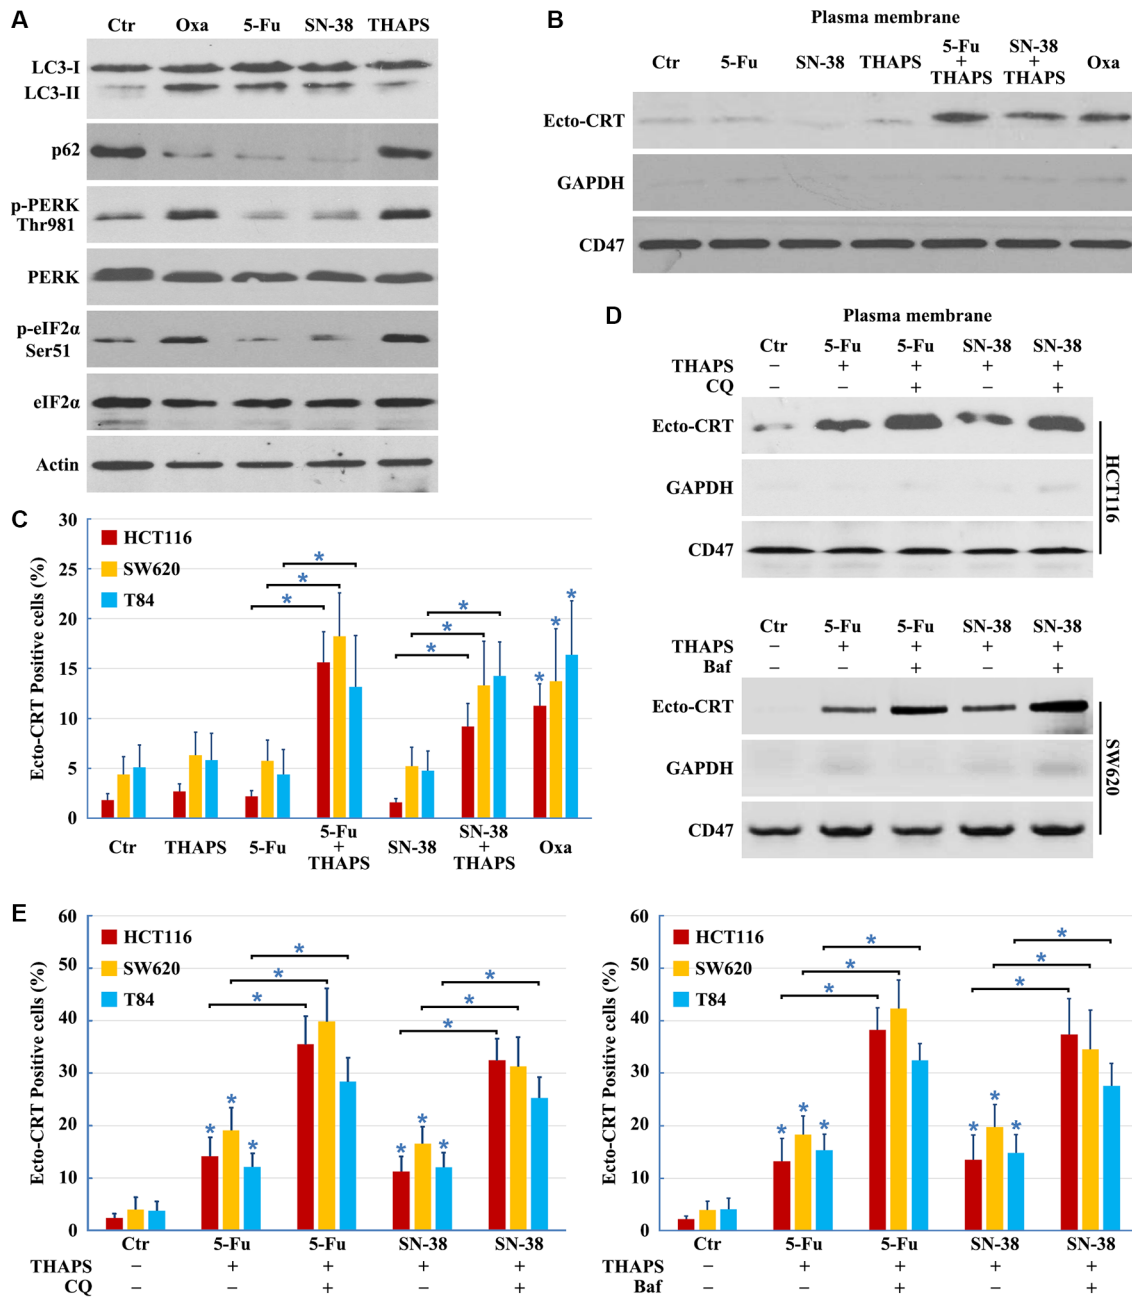 A
Ctr Oxa 5-Fu SN-38 THAPS
LC3-I
LC3-II
p62
p-PERK
Thr981
PERK
p-eIF2α
Ser51
eIF2α
Actin
B
Plasma membrane
Ctr 5-Fu SN-38 THAPS 5-Fu + THAPS SN-38 + THAPS Oxa
Ecto-CRT
GAPDH
CD47
C
Ecto-CRT Positive cells (%)
30
25
20
15
10
5
0
HCT116
SW620
T84
* * * * * * * * *
Ctr THAPS 5-Fu 5-Fu + THAPS SN-38 SN-38 + THAPS Oxa
D
Plasma membrane
Ctr 5-Fu 5-Fu SN-38 SN-38
THAPS − + + + +
CQ − − + − +
Ecto-CRT
GAPDH
CD47
HCT116
Ctr 5-Fu 5-Fu SN-38 SN-38
THAPS − + + + +
Baf − − + − +
Ecto-CRT
GAPDH
CD47
SW620
E
Ecto-CRT Positive cells (%)
60
50
40
30
20
10
0
HCT116
SW620
T84
* * * * * * * * * * * *
Ctr 5-Fu 5-Fu SN-38 SN-38
THAPS − + + + +
CQ − − + − +
Ecto-CRT Positive cells (%)
60
50
40
30
20
10
0
HCT116
SW620
T84
* * * * * * * * * * * *
Ctr 5-Fu 5-Fu SN-38 SN-38
THAPS − + + + +
Baf − − + − +